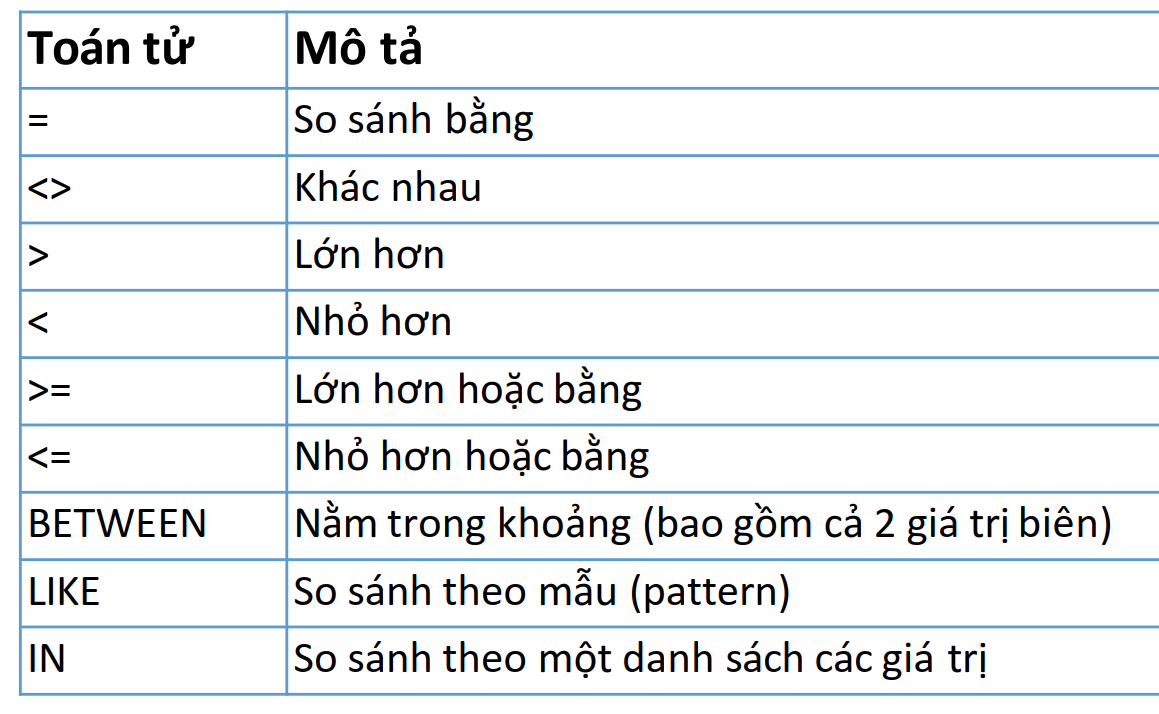 Toán tử Mô tả
= So sánh bằng
<> Khác nhau
> Lớn hơn
< Nhỏ hơn
>= Lớn hơn hoặc bằng
<= Nhỏ hơn hoặc bằng
BETWEEN Nằm trong khoảng (bao gồm cả 2 giá trị biên)
LIKE So sánh theo mẫu (pattern)
IN So sánh theo một danh sách các giá trị